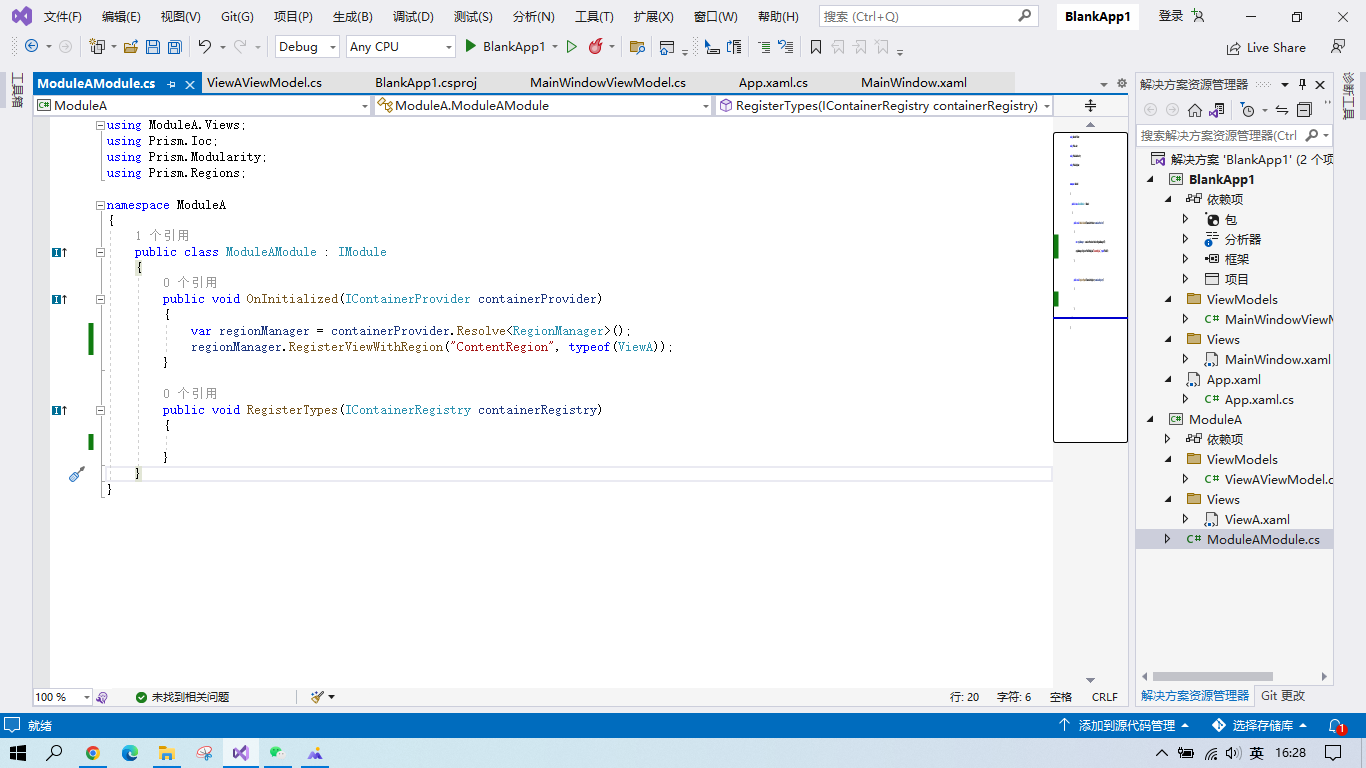 文件(F) 编辑(E) 视图(V) Git(G) 项目(P) 生成(B) 调试(D) 测试(S) 分析(N) 工具(T) 扩展(X) 窗口(W) 帮助(H) 搜索 (Ctrl+Q) BlankApp1 登录
Debug Any CPU BlankApp1 Live Share
工具箱
ModuleAModule.cs ViewAViewModel.cs BlankApp1.csproj MainWindowViewModel.cs App.xaml.cs MainWindow.xaml
ModuleA ModuleA.ModuleAModule RegisterTypes(IContainerRegistry containerRegistry)
using ModuleA.Views;
using Prism.Ioc;
using Prism.Modularity;
using Prism.Regions;
namespace ModuleA
{
1 个引用
public class ModuleAModule : IModule
{
0 个引用
public void OnInitialized(IContainerProvider containerProvider)
{
var regionManager = containerProvider.Resolve<RegionManager>();
regionManager.RegisterViewWithRegion("ContentRegion", typeof(ViewA));
}
0 个引用
public void RegisterTypes(IContainerRegistry containerRegistry)
{
}
}
}
100 % 未找到相关问题 行: 20 字符: 6 空格 CRLF
解决方案资源管理器
搜索解决方案资源管理器(Ctrl
解决方案 'BlankApp1' (2 个项
BlankApp1
依赖项
包
分析器
框架
项目
ViewModels
C# MainWindowViewM
Views
MainWindow.xaml
App.xaml
C# App.xaml.cs
ModuleA
依赖项
ViewModels
C# ViewAViewModel.c
Views
ViewA.xaml
C# ModuleAModule.cs
解决方案资源管理器 Git 更改
诊断工具
就绪 添加到源代码管理 选择存储库 1
英 16:28